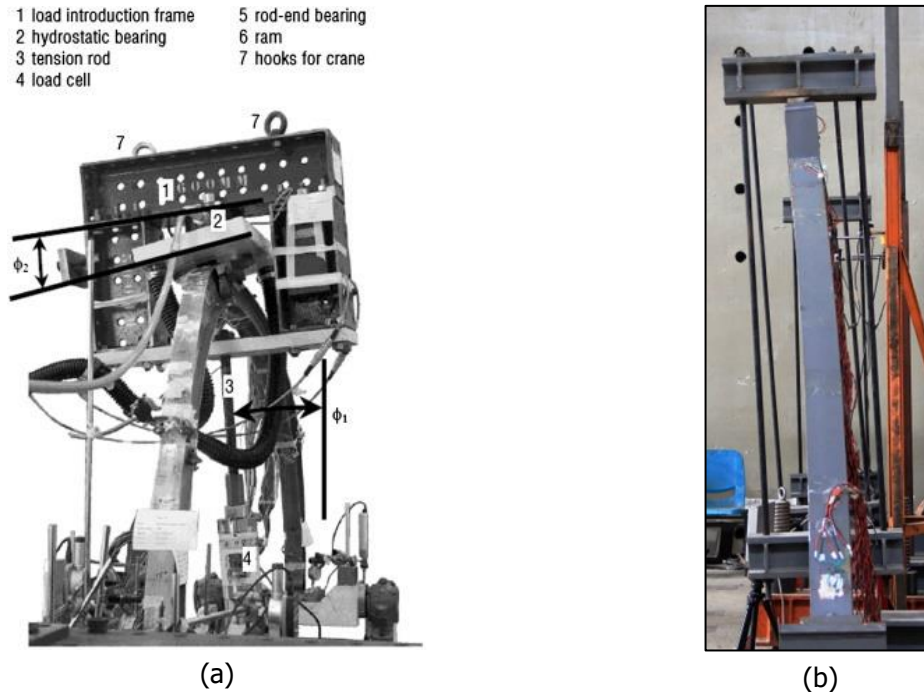 1 load introduction frame
2 hydrostatic bearing
3 tension rod
4 load cell
5 rod-end bearing
6 ram
7 hooks for crane
7
7
1
2
ϕ₂
3
ϕ₁
4
(a)
(b)